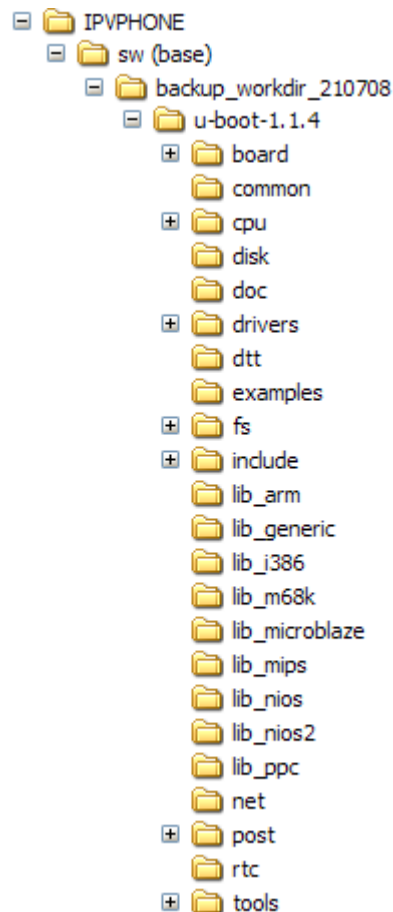 IPVPHONE
sw (base)
backup_workdir_210708
u-boot-1.1.4
board
common
cpu
disk
doc
drivers
dtt
examples
fs
include
lib_arm
lib_generic
lib_i386
lib_m68k
lib_microblaze
lib_mips
lib_nios
lib_nios2
lib_ppc
net
post
rtc
tools